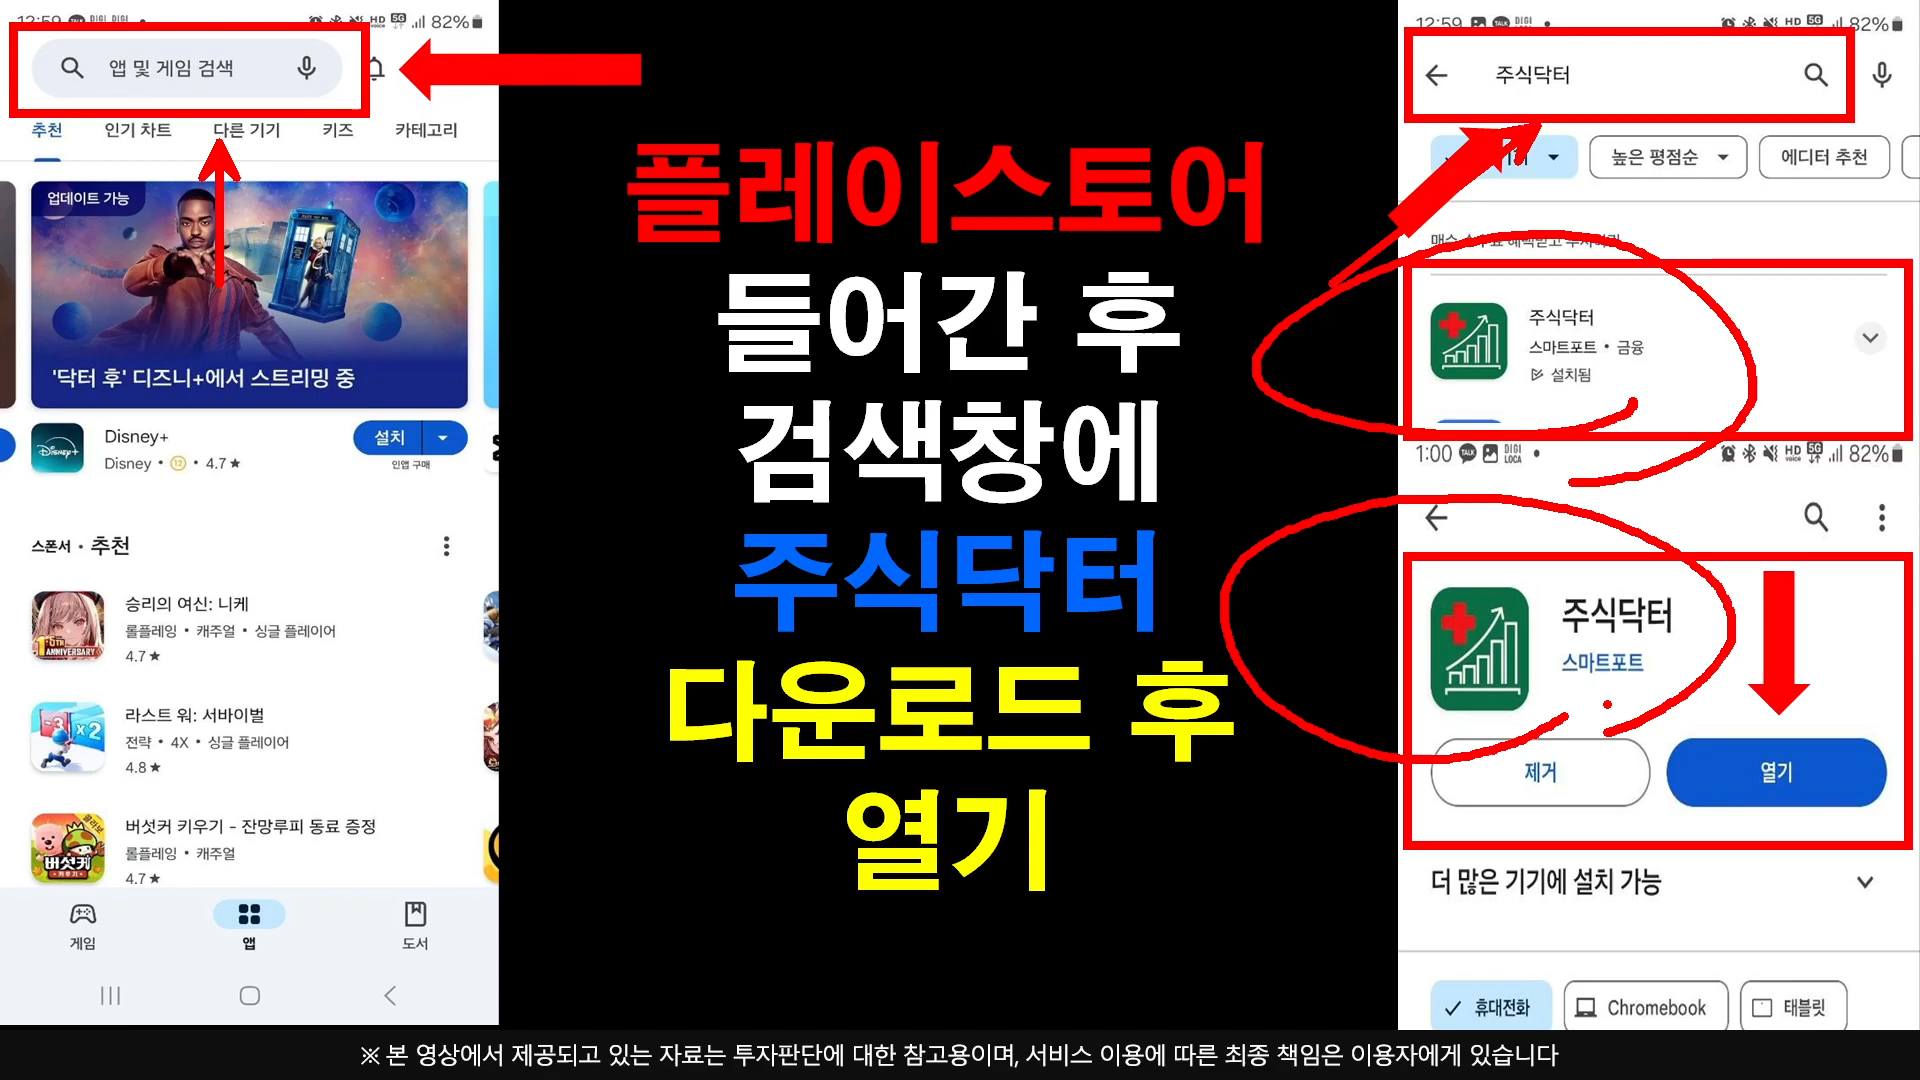 12:59
82%
앱 및 게임 검색
추천 인기 차트 다른 기기 키즈 카테고리
업데이트 가능
'닥터 후' 디즈니+에서 스트리밍 중
Disney+
Disney+
Disney • 12 • 4.7★
설치
인앱 구매
스폰서 • 추천
승리의 여신: 니케
롤플레잉 • 캐주얼 • 싱글 플레이어
4.7★
라스트 워: 서바이벌
전략 • 4X • 싱글 플레이어
4.8★
버섯커 키우기 - 잔망루피 동료 증정
롤플레잉 • 캐주얼
4.7★
게임 앱 도서
플레이스토어
들어간 후
검색창에
주식닥터
다운로드 후
열기
12:59
82%
주식닥터
높은 평점순 에디터 추천
주식닥터
스마트포트 • 금융
설치됨
1:00 TALK DIGI LOCA HD voice 5G 82%
주식닥터
스마트포트
제거 열기
더 많은 기기에 설치 가능
휴대전화 Chromebook 태블릿
※ 본 영상에서 제공되고 있는 자료는 투자판단에 대한 참고용이며, 서비스 이용에 따른 최종 책임은 이용자에게 있습니다